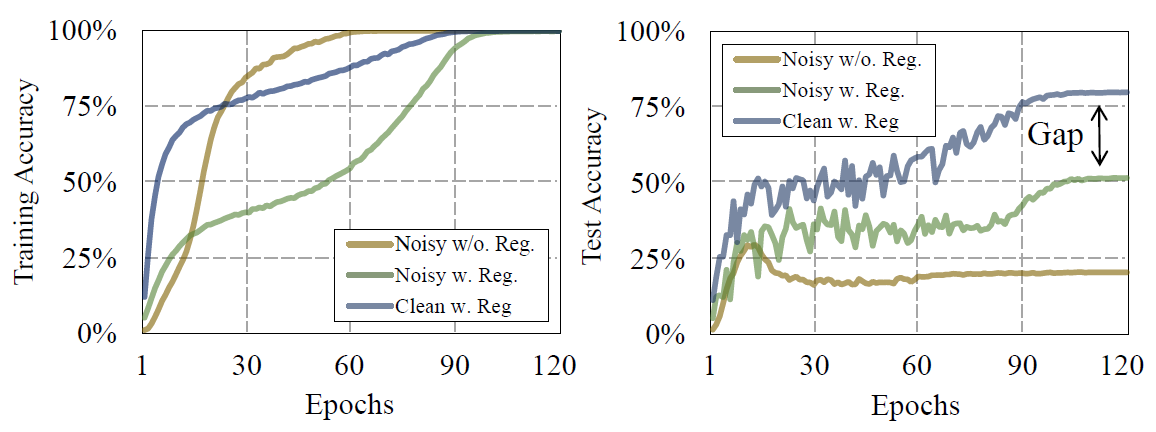 100%
75%
50%
25%
0%
Training Accuracy
Noisy w/o. Reg.
Noisy w. Reg.
Clean w. Reg
1 30 60 90 120
Epochs
100%
75%
50%
25%
0%
Test Accuracy
Noisy w/o. Reg.
Noisy w. Reg.
Clean w. Reg
Gap
1 30 60 90 120
Epochs